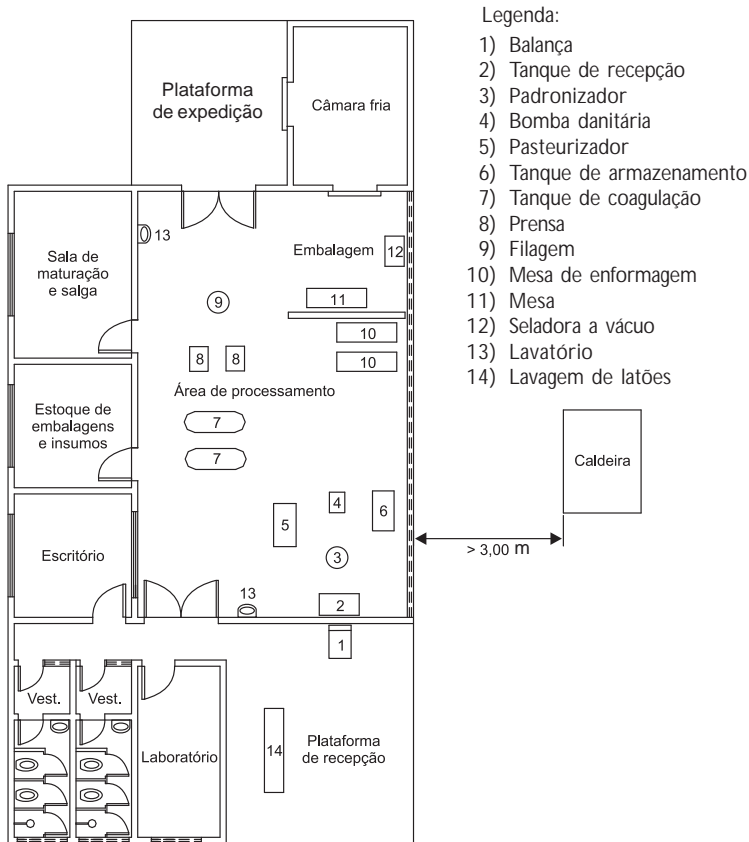 Plataforma
de expedição
Câmara fria
Sala de
maturação
e salga
13
Embalagem
12
11
9
10
10
8
8
Área de processamento
Estoque de
embalagens
e insumos
7
7
Escritório
5
4
6
3
13
2
1
Vest.
Vest.
Laboratório
14
Plataforma
de recepção
> 3,00 m
Caldeira
Legenda:
1) Balança
2) Tanque de recepção
3) Padronizador
4) Bomba danitária
5) Pasteurizador
6) Tanque de armazenamento
7) Tanque de coagulação
8) Prensa
9) Filagem
10) Mesa de enformagem
11) Mesa
12) Seladora a vácuo
13) Lavatório
14) Lavagem de latões